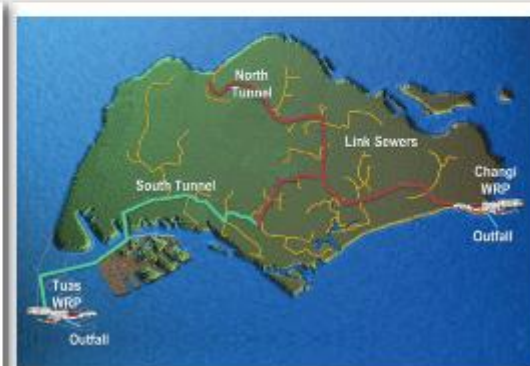 North
Tunnel
Link Sewers
Changi
WRP
South Tunnel
Outfall
Tuas
WRP
Outfall